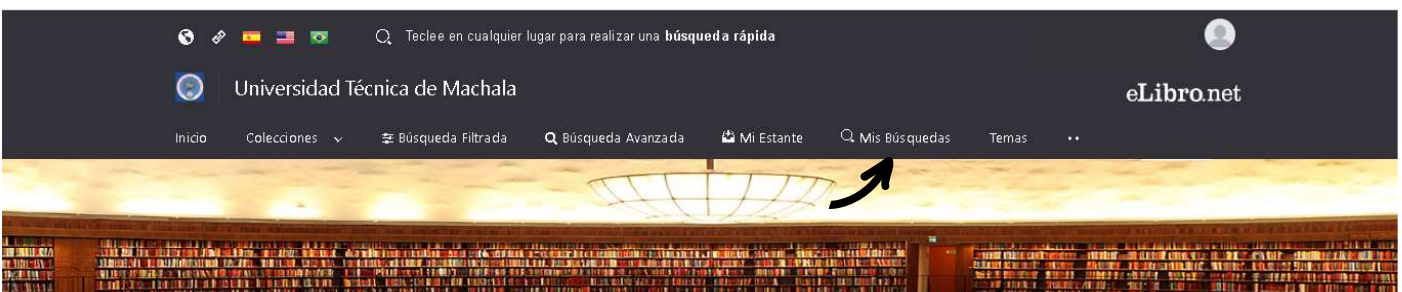 Teclee en cualquier lugar para realizar una búsqueda rápida
Universidad Técnica de Machala
eLibro.net
Inicio Colecciones Búsqueda Filtrada Búsqueda Avanzada Mi Estante Mis Búsquedas Temas ••